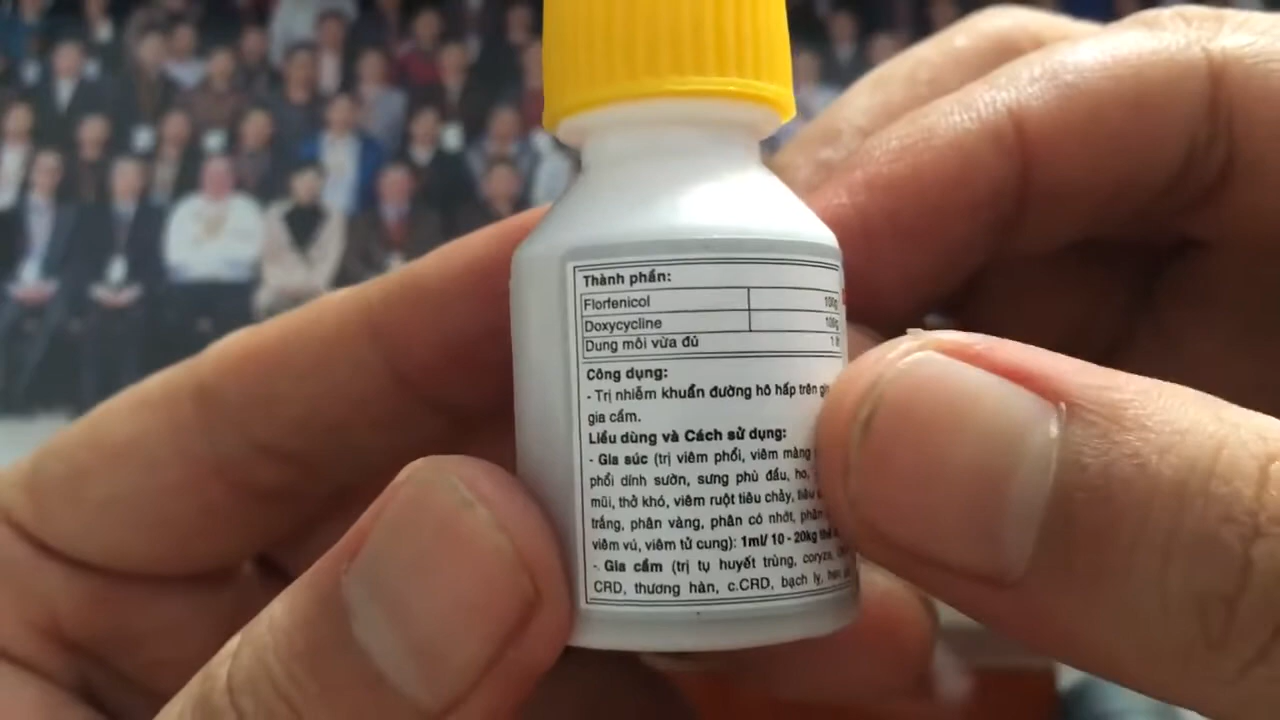 Thành phần:
Florfenicol 100g
Doxycycline 100g
Dung môi vừa đủ 1
Công dụng:
- Trị nhiễm khuẩn đường hô hấp trên
gia cầm.
Liều dùng và Cách sử dụng:
- Gia súc (trị viêm phổi, viêm màng
phổi dính sườn, sưng phù đầu, ho,
mũi, thở khó, viêm ruột tiêu chảy,
trắng, phân vàng, phân có nhớt,
viêm vú, viêm tử cung): 1ml/ 10 - 20kg
- Gia cầm (trị tụ huyết trùng, coryza,
CRD, thương hàn, c.CRD, bạch lỵ,